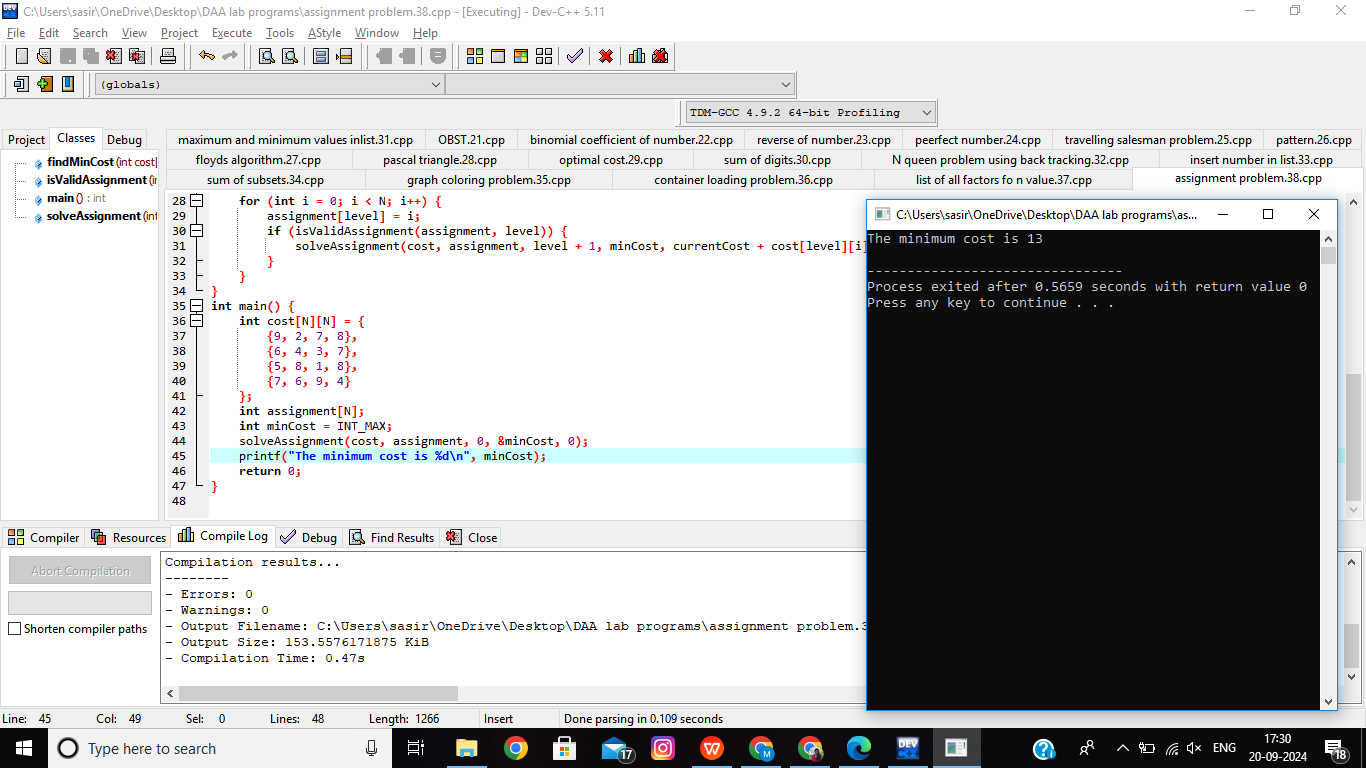 C:\Users\sasir\OneDrive\Desktop\DAA lab programs\assignment problem.38.cpp - [Executing] - Dev-C++ 5.11
File Edit Search View Project Execute Tools AStyle Window Help
(globals)
TDM-GCC 4.9.2 64-bit Profiling
Project Classes Debug
maximum and minimum values inlist.31.cpp OBST.21.cpp binomial coefficient of number.22.cpp reverse of number.23.cpp peerfect number.24.cpp travelling salesman problem.25.cpp pattern.26.cpp
floyds algorithm.27.cpp pascal triangle.28.cpp optimal cost.29.cpp sum of digits.30.cpp N queen problem using back tracking.32.cpp insert number in list.33.cpp
sum of subsets.34.cpp graph coloring problem.35.cpp container loading problem.36.cpp list of all factors fo n value.37.cpp assignment problem.38.cpp
findMinCost (int cost[
isValidAssignment (in
main () : int
solveAssignment (int
28 for (int i = 0; i < N; i++) {
29 assignment[level] = i;
30 if (isValidAssignment(assignment, level)) {
31 solveAssignment(cost, assignment, level + 1, minCost, currentCost + cost[level][i]
32 }
33 }
34 }
35 int main() {
36 int cost[N][N] = {
37 {9, 2, 7, 8},
38 {6, 4, 3, 7},
39 {5, 8, 1, 8},
40 {7, 6, 9, 4}
41 };
42 int assignment[N];
43 int minCost = INT_MAX;
44 solveAssignment(cost, assignment, 0, &minCost, 0);
45 printf("The minimum cost is %d\n", minCost);
46 return 0;
47 }
48
C:\Users\sasir\OneDrive\Desktop\DAA lab programs\as...
The minimum cost is 13
--------------------------------
Process exited after 0.5659 seconds with return value 0
Press any key to continue . . .
Compiler Resources Compile Log Debug Find Results Close
Abort Compilation
Shorten compiler paths
Compilation results...
--------
- Errors: 0
- Warnings: 0
- Output Filename: C:\Users\sasir\OneDrive\Desktop\DAA lab programs\assignment problem.3
- Output Size: 153.5576171875 KiB
- Compilation Time: 0.47s
Line: 45 Col: 49 Sel: 0 Lines: 48 Length: 1266 Insert Done parsing in 0.109 seconds
Type here to search
17
DEV
ENG
17:30
20-09-2024
18